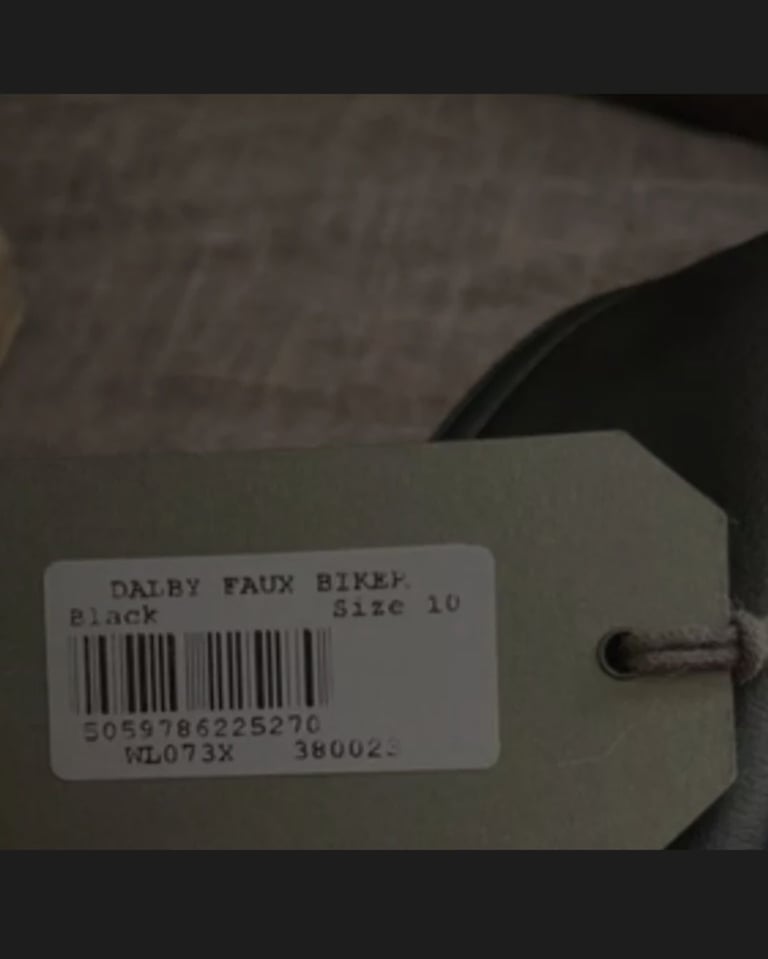 DALBY FAUX BIKER
Black Size 10
5059786225270
WL073X 380023